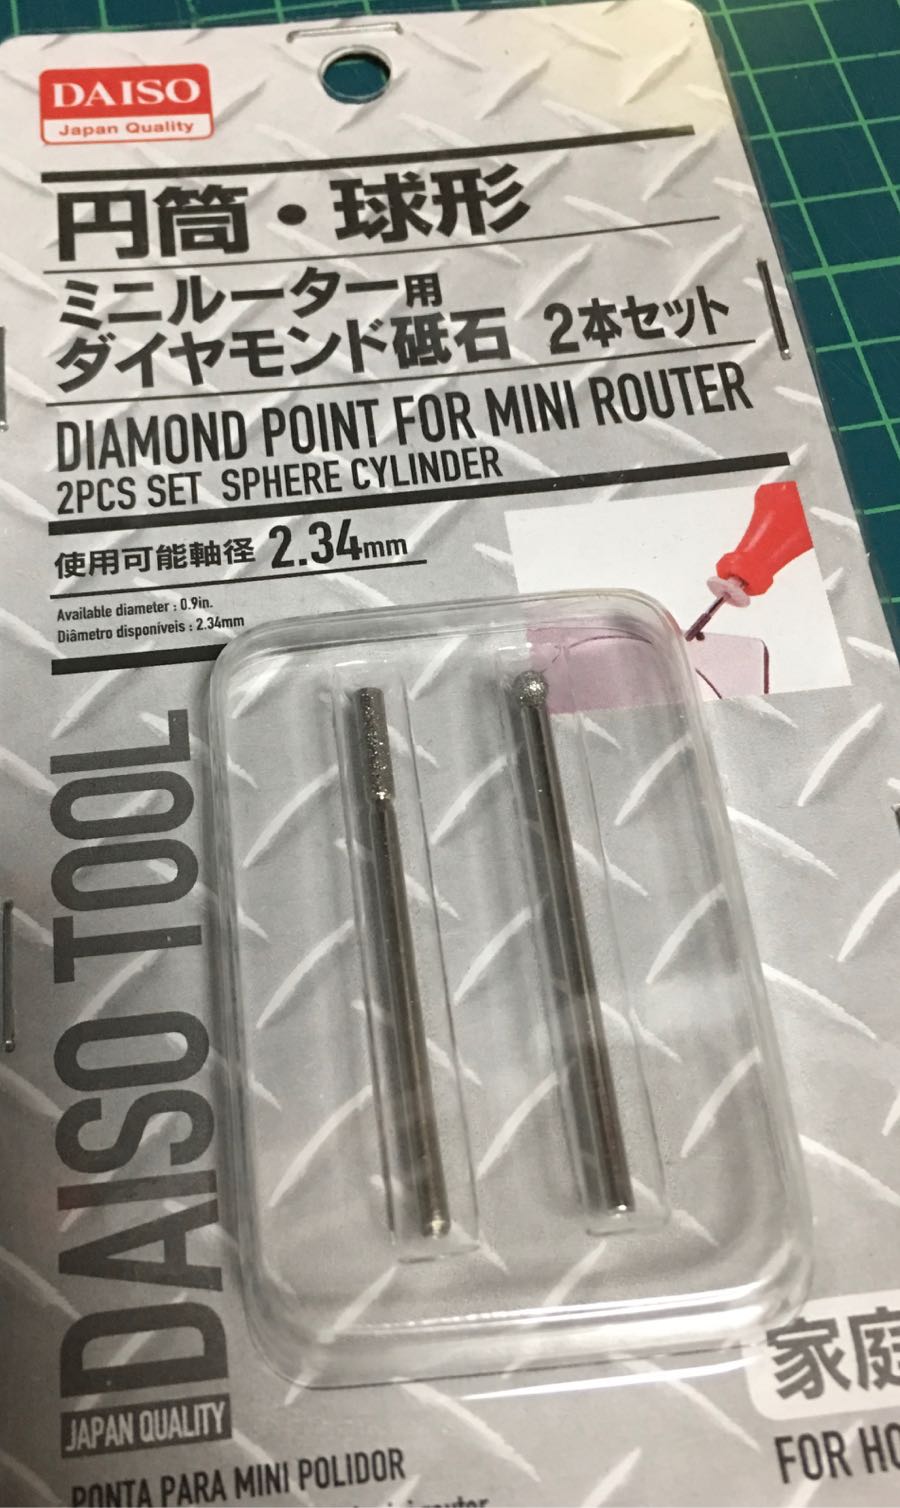 DAISO
Japan Quality
円筒・球形
ミニルーター用
ダイヤモンド砥石 2本セット
DIAMOND POINT FOR MINI ROUTER
2PCS SET SPHERE CYLINDER
使用可能軸径 2.34mm
Available diameter : 0.9in.
Diâmetro disponíveis : 2.34mm
DAISO TOOL
JAPAN QUALITY
家庭
FOR HO
PONTA PARA MINI POLIDOR
mini router